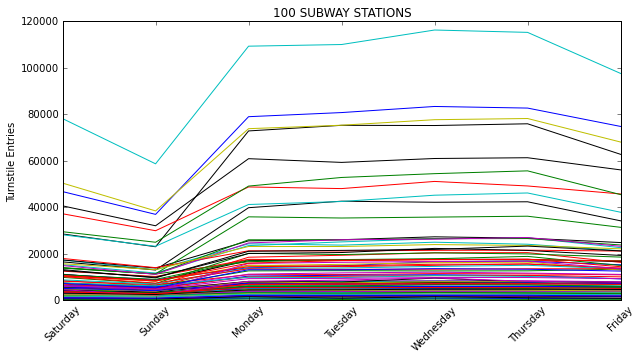 100 SUBWAY STATIONS
Turnstile Entries
120000
100000
80000
60000
40000
20000
0
Saturday
Sunday
Monday
Tuesday
Wednesday
Thursday
Friday